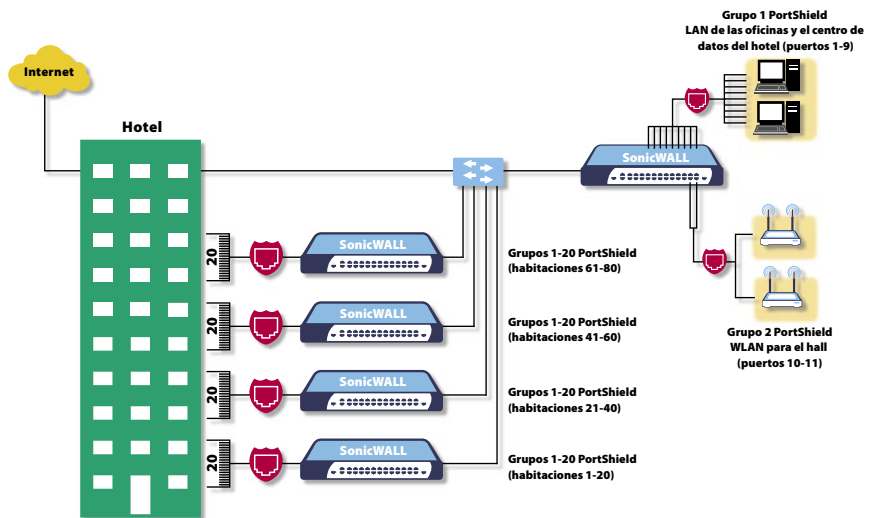 Grupo 1 PortShield
LAN de las oficinas y el centro de
datos del hotel (puertos 1-9)
Internet
Hotel
SonicWALL
20
SonicWALL
Grupos 1-20 PortShield
(habitaciones 61-80)
20
SonicWALL
Grupos 1-20 PortShield
(habitaciones 41-60)
Grupo 2 PortShield
WLAN para el hall
(puertos 10-11)
20
SonicWALL
Grupos 1-20 PortShield
(habitaciones 21-40)
20
SonicWALL
Grupos 1-20 PortShield
(habitaciones 1-20)